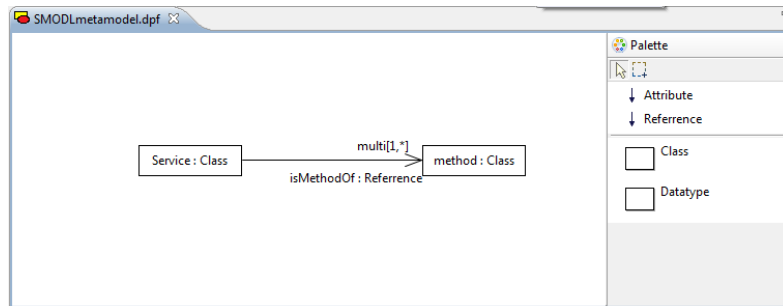 SMODLmetamodel.dpf
Palette
Attribute
Referrence
Class
Datatype
multi[1,*]
Service : Class
method : Class
isMethodOf : Referrence